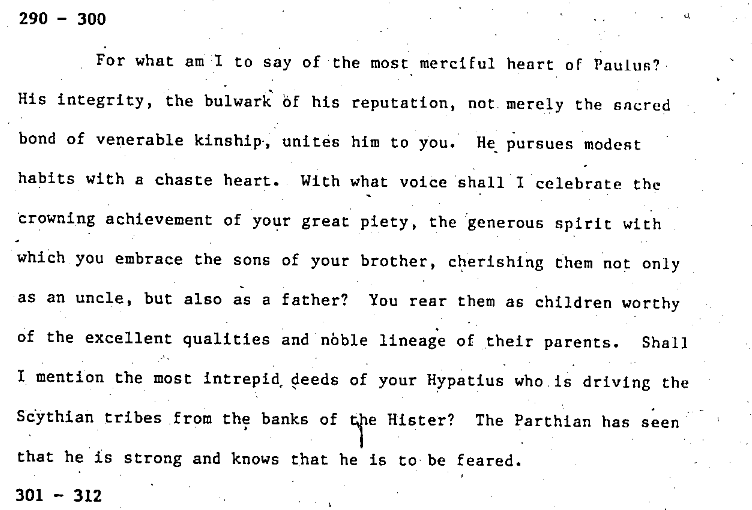 290 - 300
For what am I to say of the most merciful heart of Paulus?
His integrity, the bulwark of his reputation, not merely the sacred
bond of venerable kinship, unites him to you. He pursues modest
habits with a chaste heart. With what voice shall I celebrate the
crowning achievement of your great piety, the generous spirit with
which you embrace the sons of your brother, cherishing them not only
as an uncle, but also as a father? You rear them as children worthy
of the excellent qualities and noble lineage of their parents. Shall
I mention the most intrepid deeds of your Hypatius who is driving the
Scythian tribes from the banks of the Hister? The Parthian has seen
that he is strong and knows that he is to be feared.
301 - 312